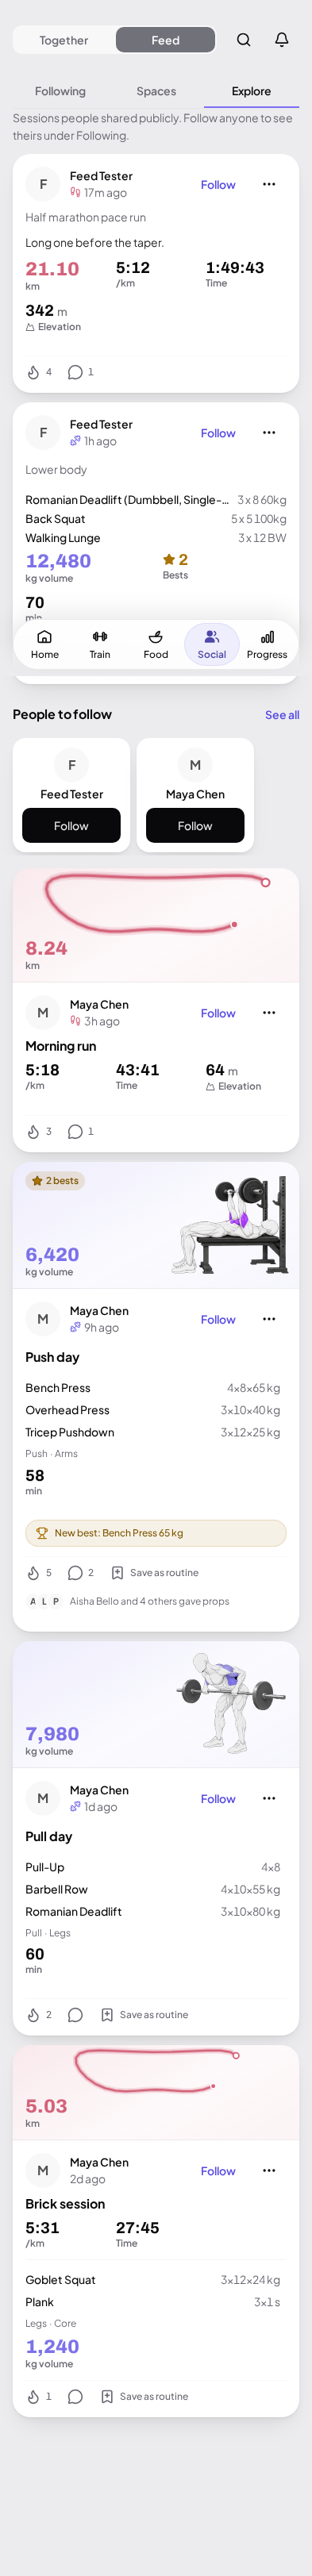 Together
Feed
Following
Spaces
Explore
Sessions people shared publicly. Follow anyone to see
theirs under Following.
F
Feed Tester
17m ago
Follow
Half marathon pace run
Long one before the taper.
21.10
km
5:12
/km
1:49:43
Time
342 m
Elevation
4
1
F
Feed Tester
1h ago
Follow
Lower body
Romanian Deadlift (Dumbbell, Single-... 3 x 8 60kg
Back Squat 5 x 5 100kg
Walking Lunge 3 x 12 BW
12,480
kg volume
2
Bests
70
min
Home
Train
Food
Social
Progress
People to follow
See all
F
Feed Tester
Follow
M
Maya Chen
Follow
8.24
km
M
Maya Chen
3h ago
Follow
Morning run
5:18
/km
43:41
Time
64 m
Elevation
3
1
2 bests
6,420
kg volume
M
Maya Chen
9h ago
Follow
Push day
Bench Press 4×8×65 kg
Overhead Press 3×10×40 kg
Tricep Pushdown 3×12×25 kg
Push · Arms
58
min
New best: Bench Press 65 kg
5
2
Save as routine
A L P
Aisha Bello and 4 others gave props
7,980
kg volume
M
Maya Chen
1d ago
Follow
Pull day
Pull-Up 4×8
Barbell Row 4×10×55 kg
Romanian Deadlift 3×10×80 kg
Pull · Legs
60
min
2
Save as routine
5.03
km
M
Maya Chen
2d ago
Follow
Brick session
5:31
/km
27:45
Time
Goblet Squat 3×12×24 kg
Plank 3×1 s
Legs · Core
1,240
kg volume
1
Save as routine